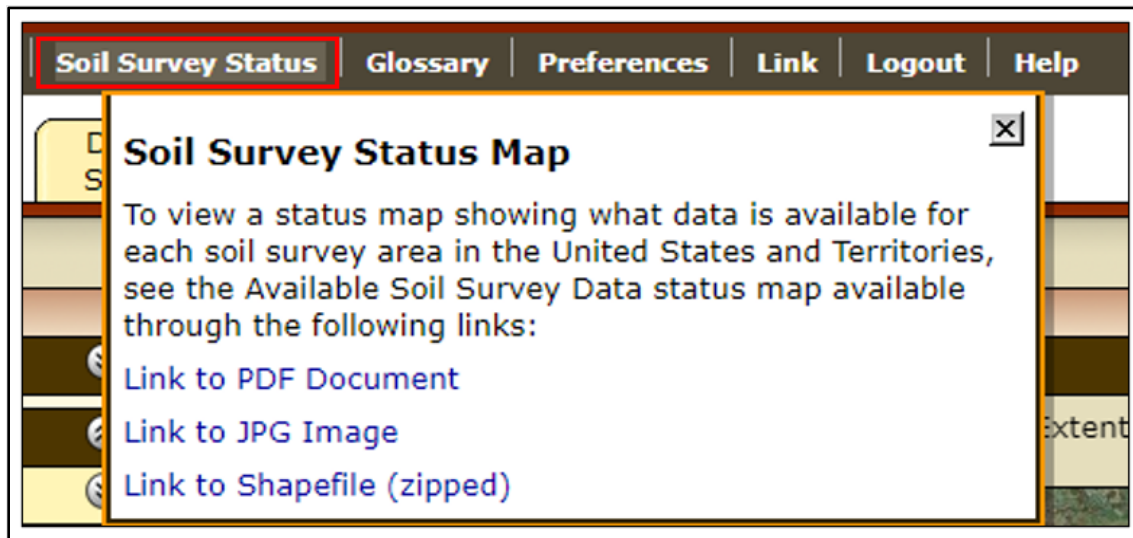 Soil Survey Status Glossary Preferences Link Logout Help
D
S
Soil Survey Status Map
To view a status map showing what data is available for
each soil survey area in the United States and Territories,
see the Available Soil Survey Data status map available
through the following links:
Link to PDF Document
Link to JPG Image
Extent
Link to Shapefile (zipped)